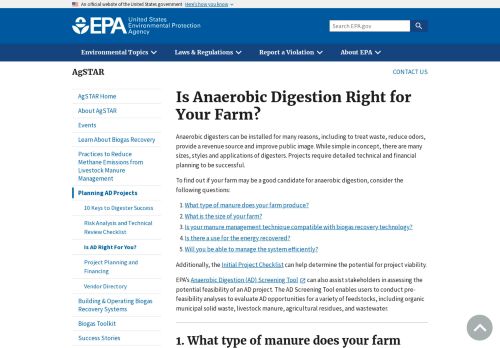 An official website of the United States government Here's how you know
EPA United States
Environmental Protection
Agency
Search EPA.gov
Environmental Topics Laws & Regulations Report a Violation About EPA
AgSTAR
CONTACT US
AgSTAR Home
About AgSTAR
Events
Learn About Biogas Recovery
Practices to Reduce
Methane Emissions from
Livestock Manure
Management
Planning AD Projects
10 Keys to Digester Success
Risk Analysis and Technical
Review Checklist
Is AD Right For You?
Project Planning and
Financing
Vendor Directory
Building & Operating Biogas
Recovery Systems
Biogas Toolkit
Success Stories
Is Anaerobic Digestion Right for
Your Farm?
Anaerobic digesters can be installed for many reasons, including to treat waste, reduce odors,
provide a revenue source and improve public image. While simple in concept, there are many
sizes, styles and applications of digesters. Projects require detailed technical and financial
planning to be successful.
To find out if your farm may be a good candidate for anaerobic digestion, consider the
following questions:
1. What type of manure does your farm produce?
2. What is the size of your farm?
3. Is your manure management technique compatible with biogas recovery technology?
4. Is there a use for the energy recovered?
5. Will you be able to manage the system efficiently?
Additionally, the Initial Project Checklist can help determine the potential for project viability.
EPA's Anaerobic Digestion (AD) Screening Tool can also assist stakeholders in assessing the
potential feasibility of an AD project. The AD Screening Tool enables users to conduct pre-
feasibility analyses to evaluate AD opportunities for a variety of feedstocks, including organic
municipal solid waste, livestock manure, agricultural residues, and wastewater.
1. What type of manure does your farm